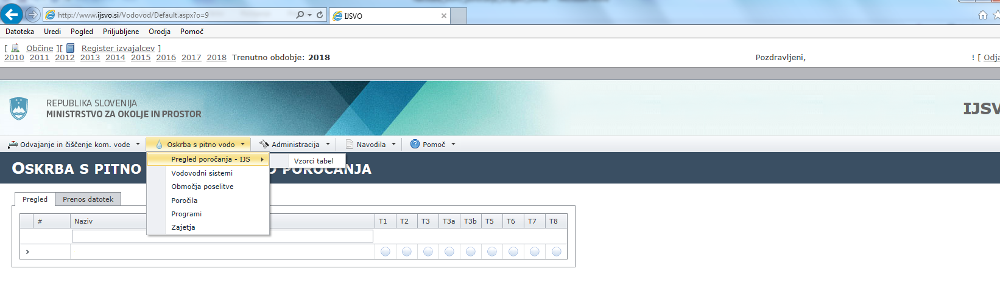 http://www.ijsvo.si/Vodovod/Default.aspx?o=9
IJSVO
Datoteka Uredi Pogled Priljubljene Orodja Pomoč
[ Občine ][ Register izvajalcev ]
2010 2011 2012 2013 2014 2015 2016 2017 2018 Trenutno obdobje: 2018
Pozdravljeni, ! [ Odja
REPUBLIKA SLOVENIJA
MINISTRSTVO ZA OKOLJE IN PROSTOR
IJSV
Odvajanje in čiščenje kom. vode Oskrba s pitno vodo Administracija Navodila Pomoč
Pregled poročanja - IJS Vzorci tabel
Vodovodni sistemi
Območja poselitve
Poročila
Programi
Zajetja
OSKRBA S PITNO POROČANJA
Pregled Prenos datotek
# Naziv T1 T2 T3 T3a T3b T5 T6 T7 T8